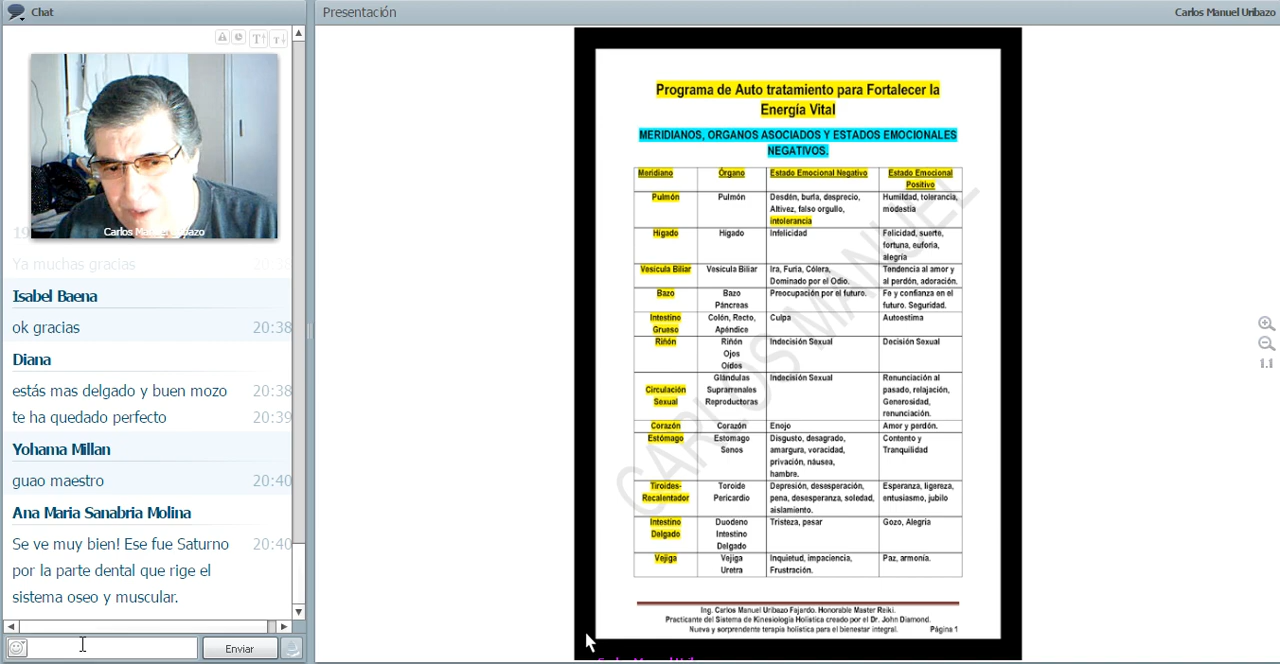 Chat
Presentación
Carlos Manuel Uribazo
Carlos Manuel Uribazo
Ya muchas gracias 20:38
Isabel Baena
ok gracias 20:38
Diana
estás mas delgado y buen mozo 20:38
te ha quedado perfecto 20:39
Yohama Millan
guao maestro 20:40
Ana Maria Sanabria Molina
Se ve muy bien! Ese fue Saturno 20:40
por la parte dental que rige el
sistema oseo y muscular.
Enviar
Programa de Auto tratamiento para Fortalecer la
Energía Vital
MERIDIANOS, ORGANOS ASOCIADOS Y ESTADOS EMOCIONALES
NEGATIVOS.
Meridiano Órgano Estado Emocional Negativo Estado Emocional
Positivo
Pulmón Pulmón Desdén, burla, desprecio, Humildad, tolerancia,
Altivez, falso orgullo, modestia
intolerancia
Hígado Hígado Infelicidad Felicidad, suerte,
fortuna, euforia,
alegría
Vesícula Biliar Vesícula Biliar Ira, Furia, Cólera, Tendencia al amor y
Dominado por el Odio. al perdón, adoración.
Bazo Bazo Preocupación por el futuro. Fe y confianza en el
Páncreas futuro. Seguridad.
Intestino Colón, Recto, Culpa Autoestima
Grueso Apéndice
Riñón Riñón Indecisión Sexual Decisión Sexual
Ojos
Oídos
Glándulas Indecisión Sexual Renunciación al
Circulación Suprarrenales pasado, relajación,
Sexual Reproductoras Generosidad,
renunciación.
Corazón Corazón Enojo Amor y perdón.
Estómago Estomago Disgusto, desagrado, Contento y
Senos amargura, voracidad, Tranquilidad
privación, náusea,
hambre.
Tiroides- Toroide Depresión, desesperación, Esperanza, ligereza,
Recalentador Pericardio pena, desesperanza, soledad, entusiasmo, jubilo
aislamiento.
Intestino Duodeno Tristeza, pesar Gozo, Alegría
Delgado Intestino
Delgado
Vejiga Vejiga Inquietud, impaciencia, Paz, armonía.
Uretra Frustración.
CARLOS MANUEL
Ing. Carlos Manuel Uribazo Fajardo. Honorable Master Reiki.
Practicante del Sistema de Kinesiología Holística creado por el Dr. John Diamond.
Nueva y sorprendente terapia holística para el bienestar integral. Página 1
1.1